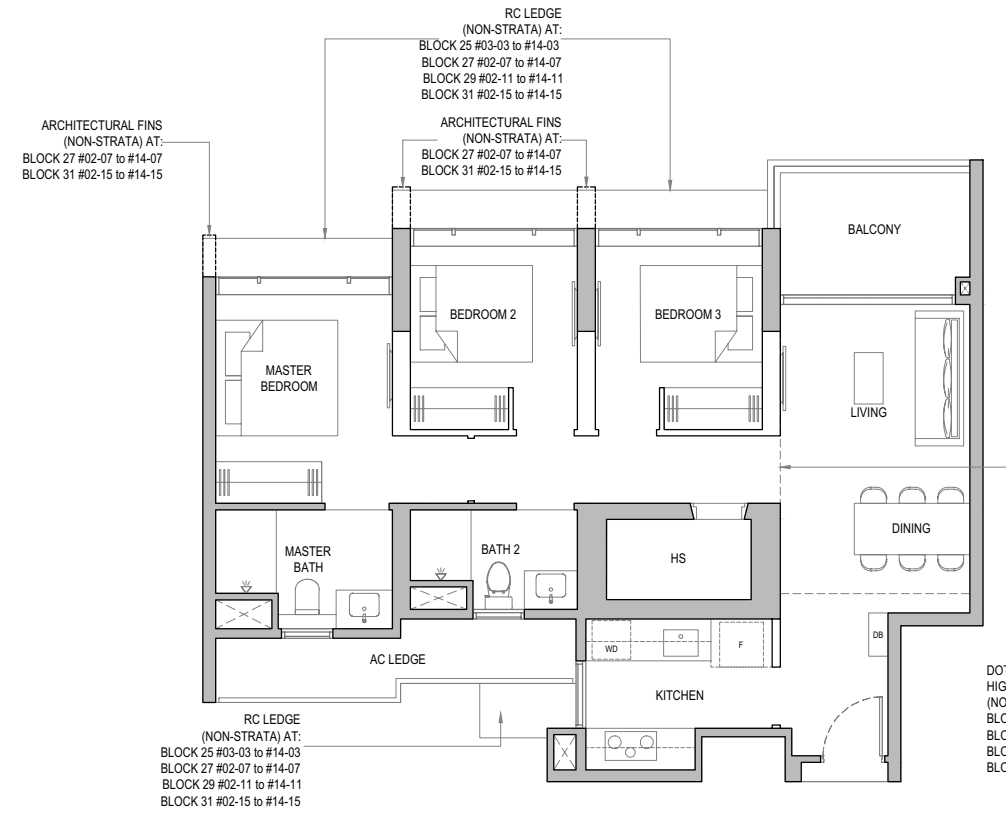 RC LEDGE
(NON-STRATA) AT:
BLOCK 25 #03-03 to #14-03
BLOCK 27 #02-07 to #14-07
BLOCK 29 #02-11 to #14-11
BLOCK 31 #02-15 to #14-15
ARCHITECTURAL FINS
(NON-STRATA) AT:
BLOCK 27 #02-07 to #14-07
BLOCK 31 #02-15 to #14-15
ARCHITECTURAL FINS
(NON-STRATA) AT:
BLOCK 27 #02-07 to #14-07
BLOCK 31 #02-15 to #14-15
BALCONY
BEDROOM 2
BEDROOM 3
MASTER
BEDROOM
LIVING
DINING
MASTER
BATH
BATH 2
HS
WD
F
DB
AC LEDGE
KITCHEN
RC LEDGE
(NON-STRATA) AT:
BLOCK 25 #03-03 to #14-03
BLOCK 27 #02-07 to #14-07
BLOCK 29 #02-11 to #14-11
BLOCK 31 #02-15 to #14-15
DOT
HIG
(NO
BLO
BLO
BLO
BLO